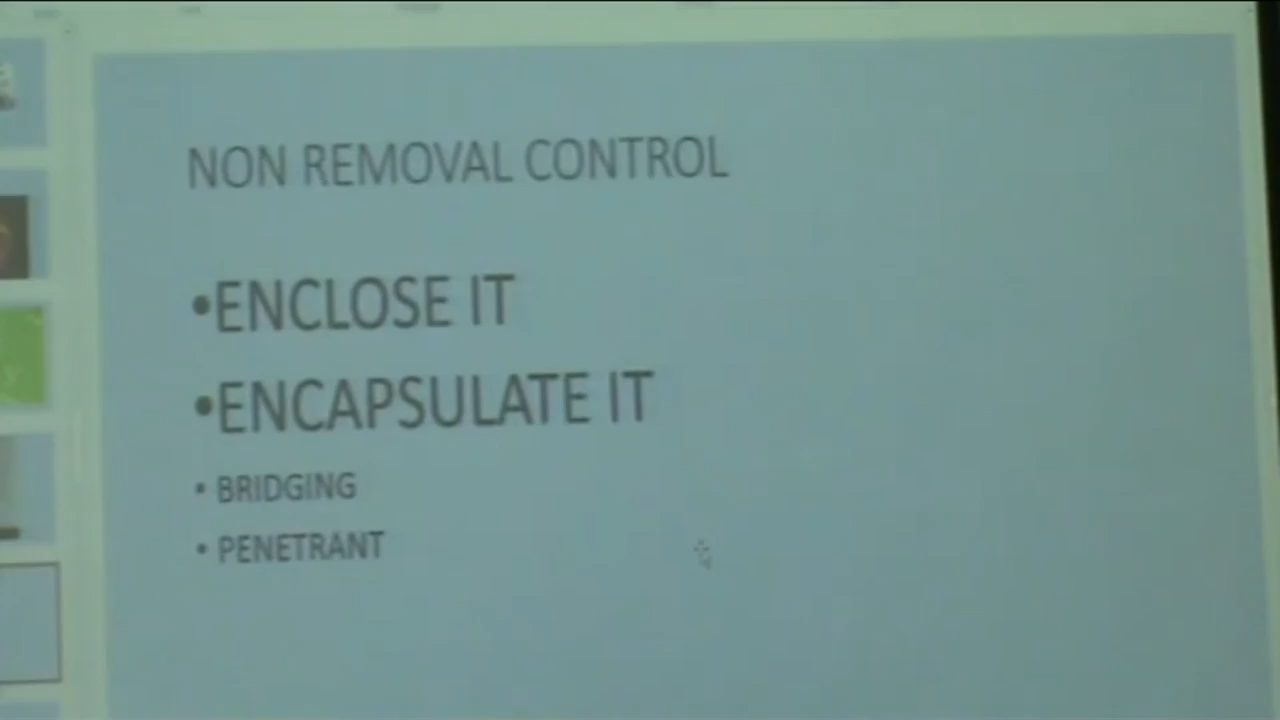 NON REMOVAL CONTROL
•ENCLOSE IT
•ENCAPSULATE IT
• BRIDGING
• PENETRANT